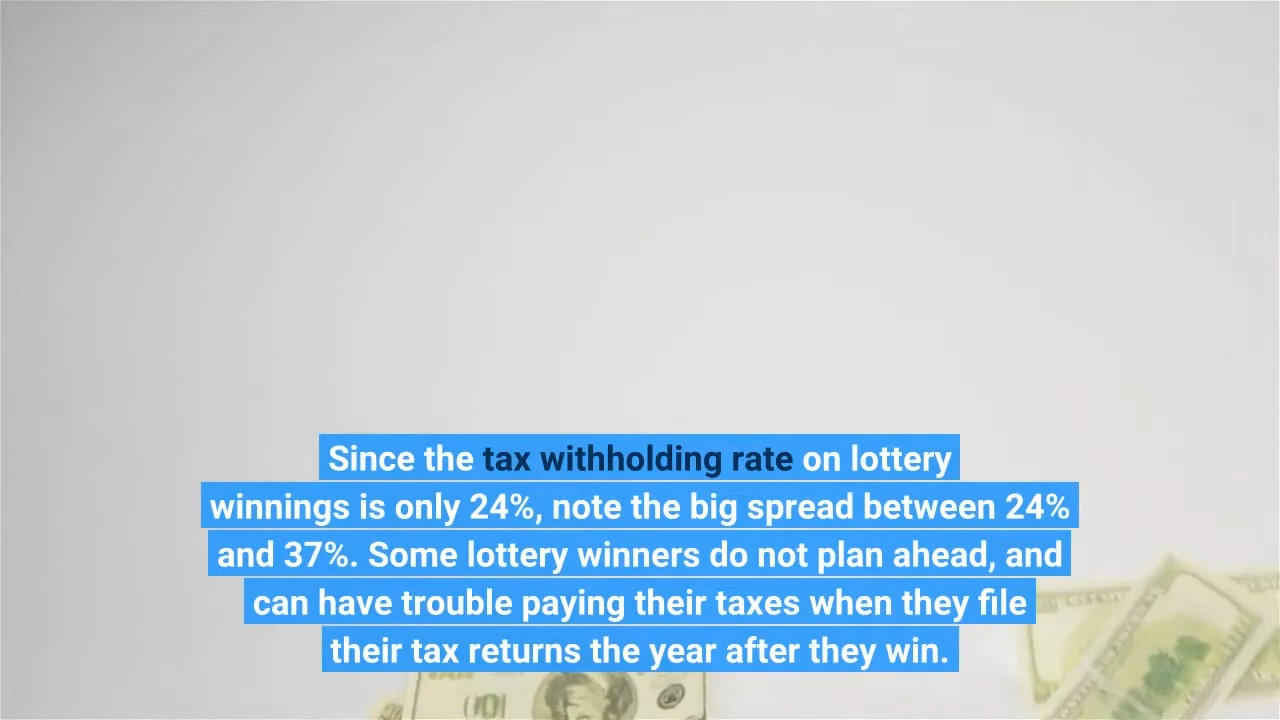 Since the tax withholding rate on lottery
winnings is only 24%, note the big spread between 24%
and 37%. Some lottery winners do not plan ahead, and
can have trouble paying their taxes when they file
their tax returns the year after they win.